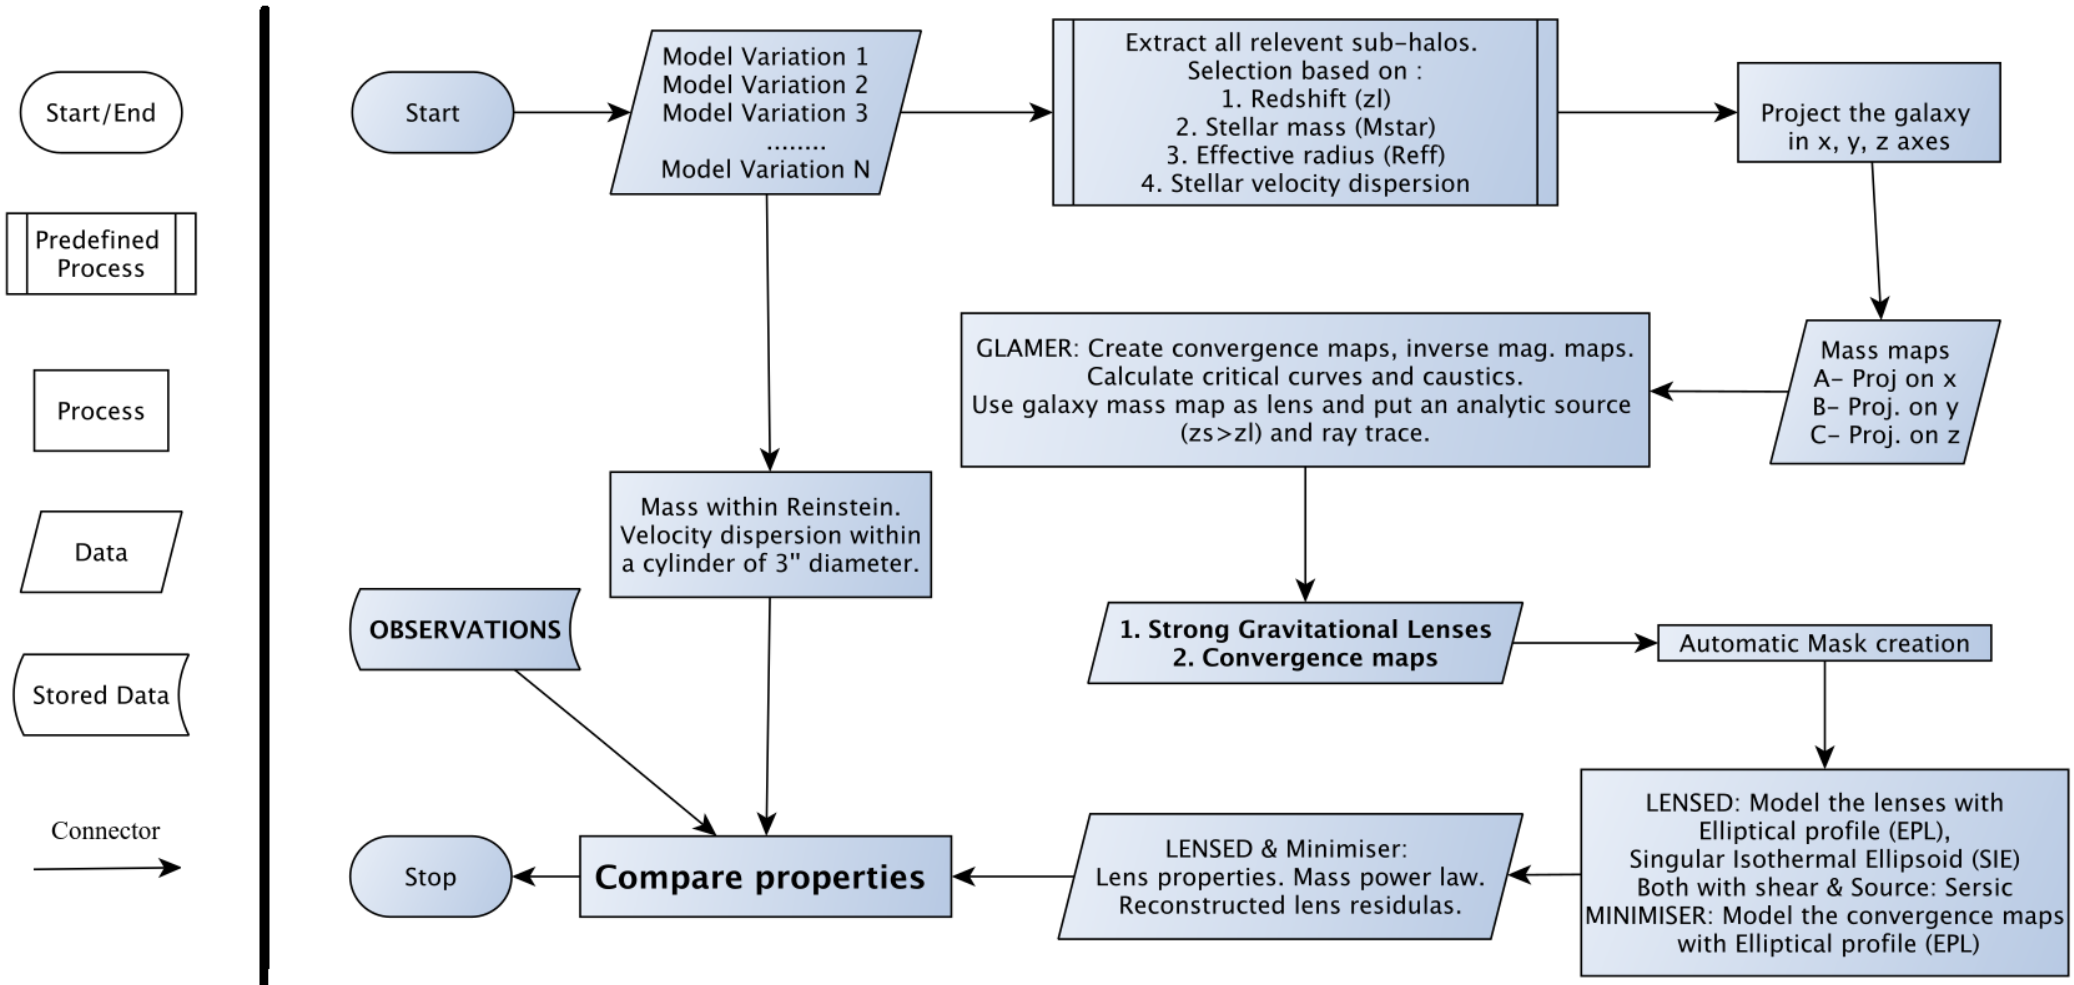 Start/End
Predefined
Process
Process
Data
Stored Data
Connector
Start
Model Variation 1
Model Variation 2
Model Variation 3
........
Model Variation N
Extract all relevent sub-halos.
Selection based on :
1. Redshift (zl)
2. Stellar mass (Mstar)
3. Effective radius (Reff)
4. Stellar velocity dispersion
Project the galaxy
in x, y, z axes
Mass maps
A- Proj on x
B- Proj. on y
C- Proj. on z
GLAMER: Create convergence maps, inverse mag. maps.
Calculate critical curves and caustics.
Use galaxy mass map as lens and put an analytic source
(zs>zl) and ray trace.
Mass within Reinstein.
Velocity dispersion within
a cylinder of 3" diameter.
OBSERVATIONS
1. Strong Gravitational Lenses
2. Convergence maps
Automatic Mask creation
LENSED: Model the lenses with
Elliptical profile (EPL),
Singular Isothermal Ellipsoid (SIE)
Both with shear & Source: Sersic
MINIMISER: Model the convergence maps
with Elliptical profile (EPL)
LENSED & Minimiser:
Lens properties. Mass power law.
Reconstructed lens residulas.
Compare properties
Stop